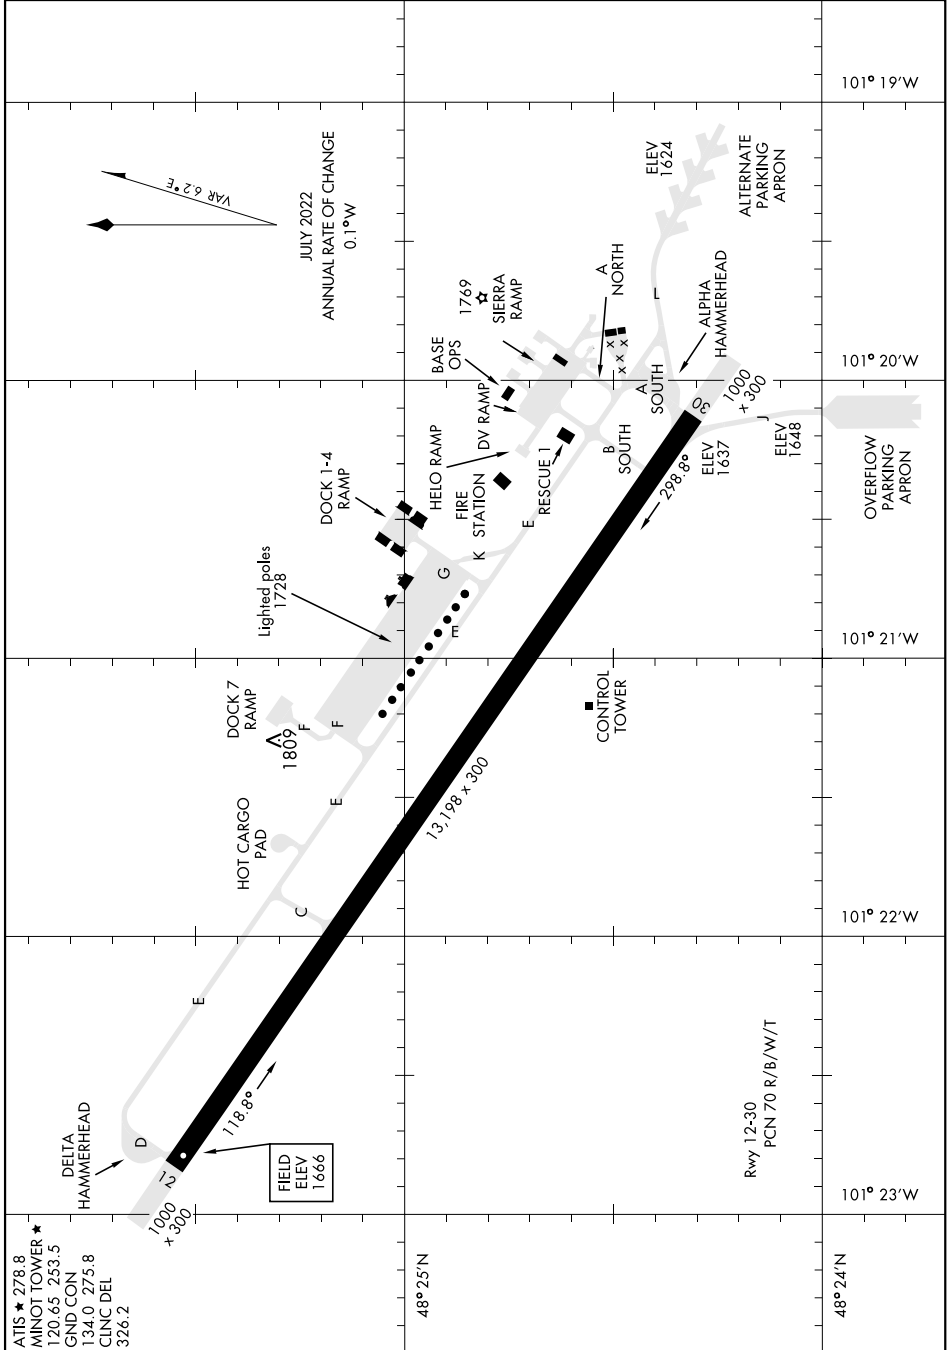 ATIS ★ 278.8
MINOT TOWER ★
120.65 253.5
GND CON
134.0 275.8
CLNC DEL
326.2
DELTA
HAMMERHEAD
D
12
1000
x 300
FIELD
ELEV
1666
118.8°
E
HOT CARGO
PAD
C
E
DOCK 7
RAMP
1809
F
F
Lighted poles
1728
DOCK 1-4
RAMP
G
E
K
E
13,198 x 300
CONTROL
TOWER
HELO RAMP
FIRE
STATION
RESCUE 1
DV RAMP
BASE
OPS
1769
SIERRA
RAMP
A
NORTH
x x x x
L
B
SOUTH
A
SOUTH
298.8°
30
1000
x 300
ALPHA
HAMMERHEAD
ELEV
1637
J
ELEV
1648
OVERFLOW
PARKING
APRON
ELEV
1624
ALTERNATE
PARKING
APRON
VAR 6.2° E
JULY 2022
ANNUAL RATE OF CHANGE
0.1° W
Rwy 12-30
PCN 70 R/B/W/T
48° 25'N
48° 24'N
101° 23'W
101° 22'W
101° 21'W
101° 20'W
101° 19'W